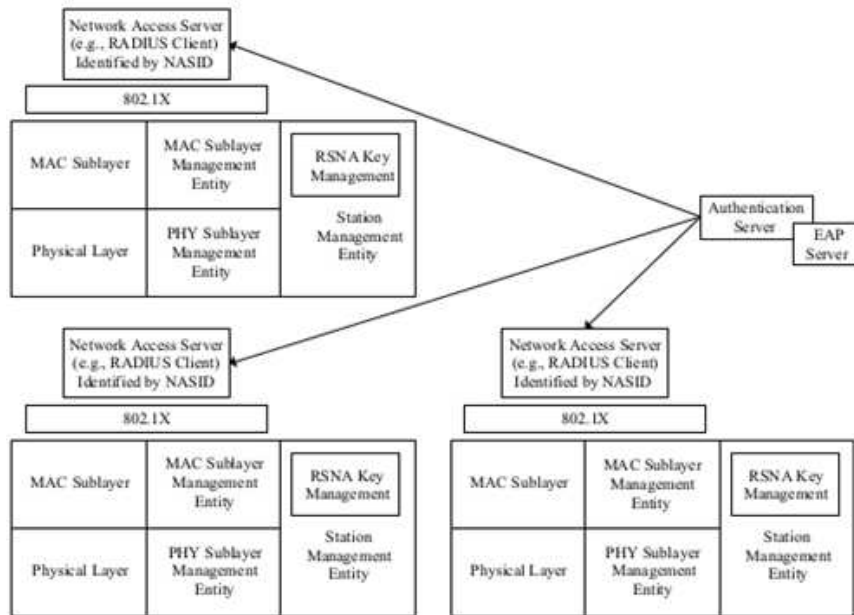 Network Access Server
(e.g., RADIUS Client)
Identified by NASID
802.1X
MAC Sublayer
MAC Sublayer
Management
Entity
RSNA Key
Management
Physical Layer
PHY Sublayer
Management
Entity
Station
Management
Entity
Authentication
Server
EAP
Server
Network Access Server
(e.g., RADIUS Client)
Identified by NASID
802.1X
MAC Sublayer
MAC Sublayer
Management
Entity
RSNA Key
Management
Physical Layer
PHY Sublayer
Management
Entity
Station
Management
Entity
Network Access Server
(e.g., RADIUS Client)
Identified by NASID
802.1X
MAC Sublayer
MAC Sublayer
Management
Entity
RSNA Key
Management
Physical Layer
PHY Sublayer
Management
Entity
Station
Management
Entity